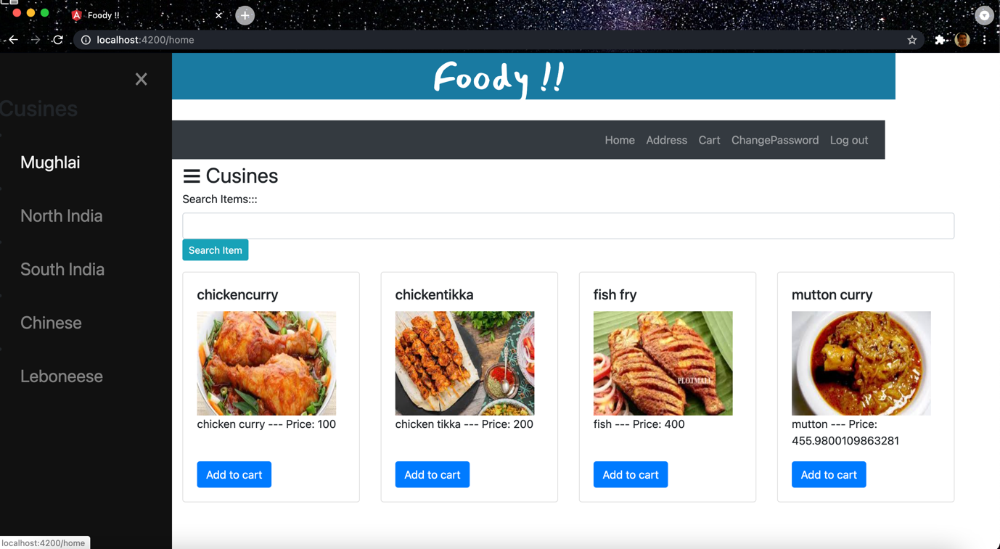 Foody !!
localhost:4200/home
Foody !!
Home Address Cart ChangePassword Log out
Cusines
Mughlai
North India
South India
Chinese
Leboneese
Cusines
Search Items:::
Search Item
chickencurry
chicken curry --- Price: 100
Add to cart
chickentikka
chicken tikka --- Price: 200
Add to cart
fish fry
PLOTMALL
fish --- Price: 400
Add to cart
mutton curry
mutton --- Price:
455.9800109863281
Add to cart
localhost:4200/home